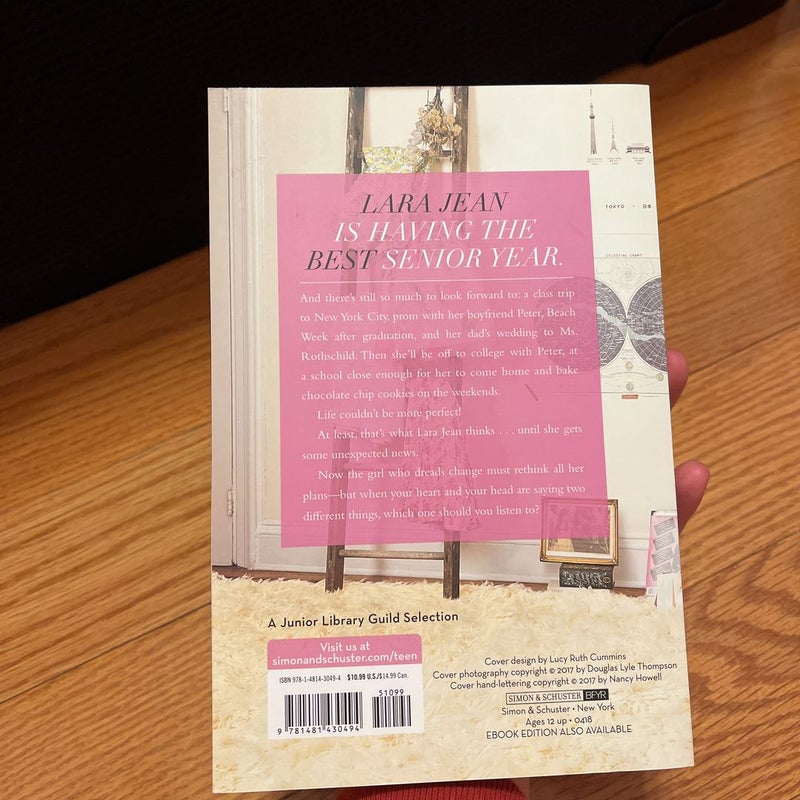 TOKYO • 日本
CELESTIAL CHART
LARA JEAN
IS HAVING THE
BEST SENIOR YEAR.
And there's still so much to look forward to: a class trip
to New York City, prom with her boyfriend Peter, Beach
Week after graduation, and her dad's wedding to Ms.
Rothschild. Then she'll be off to college with Peter, at
a school close enough for her to come home and bake
chocolate chip cookies on the weekends.
Life couldn't be more perfect!
At least, that's what Lara Jean thinks . . . until she gets
some unexpected news.
Now the girl who dreads change must rethink all her
plans—but when your heart and your head are saying two
different things, which one should you listen to?
A Junior Library Guild Selection
Visit us at
simonandschuster.com/teen
ISBN 978-1-4814-3049-4 $10.99 U.S./$14.99 Can.
51099
9 781481 430494
Cover design by Lucy Ruth Cummins
Cover photography copyright © 2017 by Douglas Lyle Thompson
Cover hand-lettering copyright © 2017 by Nancy Howell
SIMON & SCHUSTER BFYR
Simon & Schuster • New York
Ages 12 up • 0418
EBOOK EDITION ALSO AVAILABLE